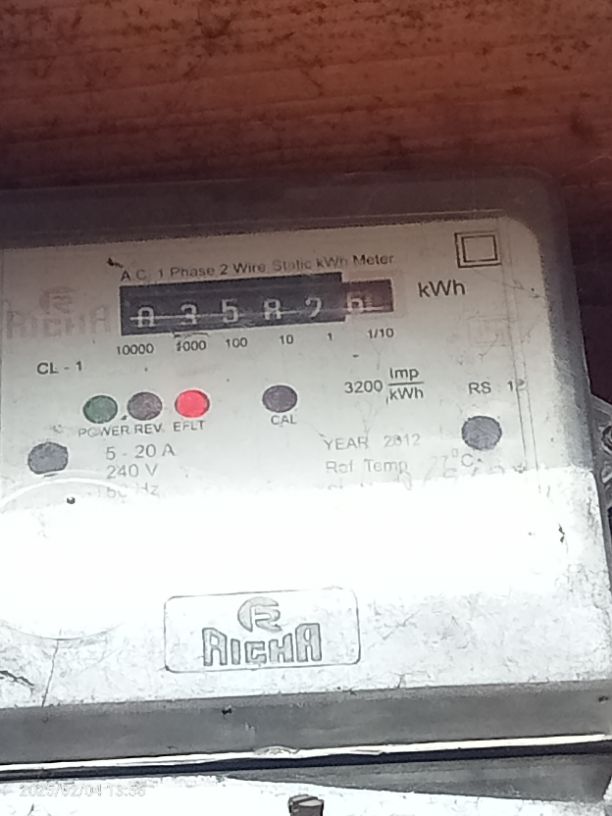 A.C. 1 Phase 2 Wire Static kWh Meter
RICHA
kWh
10000 1000 100 10 1 1/10
CL - 1
3200 Imp/kWh
RS
POWER REV. EFLT
CAL
5 - 20 A
YEAR 2012
240 V
Ref Temp 27°C
RICHA